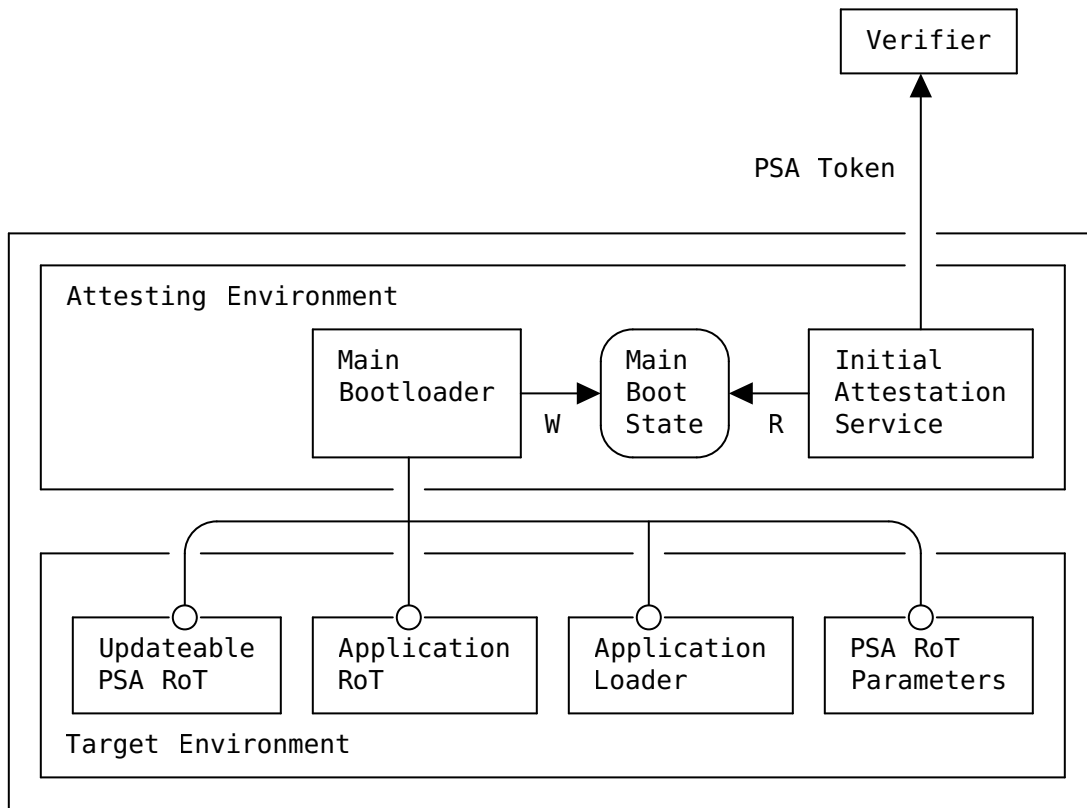 Verifier
PSA Token
Attesting Environment
Main
Bootloader
W
Main
Boot
State
R
Initial
Attestation
Service
Updateable
PSA RoT
Application
RoT
Application
Loader
PSA RoT
Parameters
Target Environment